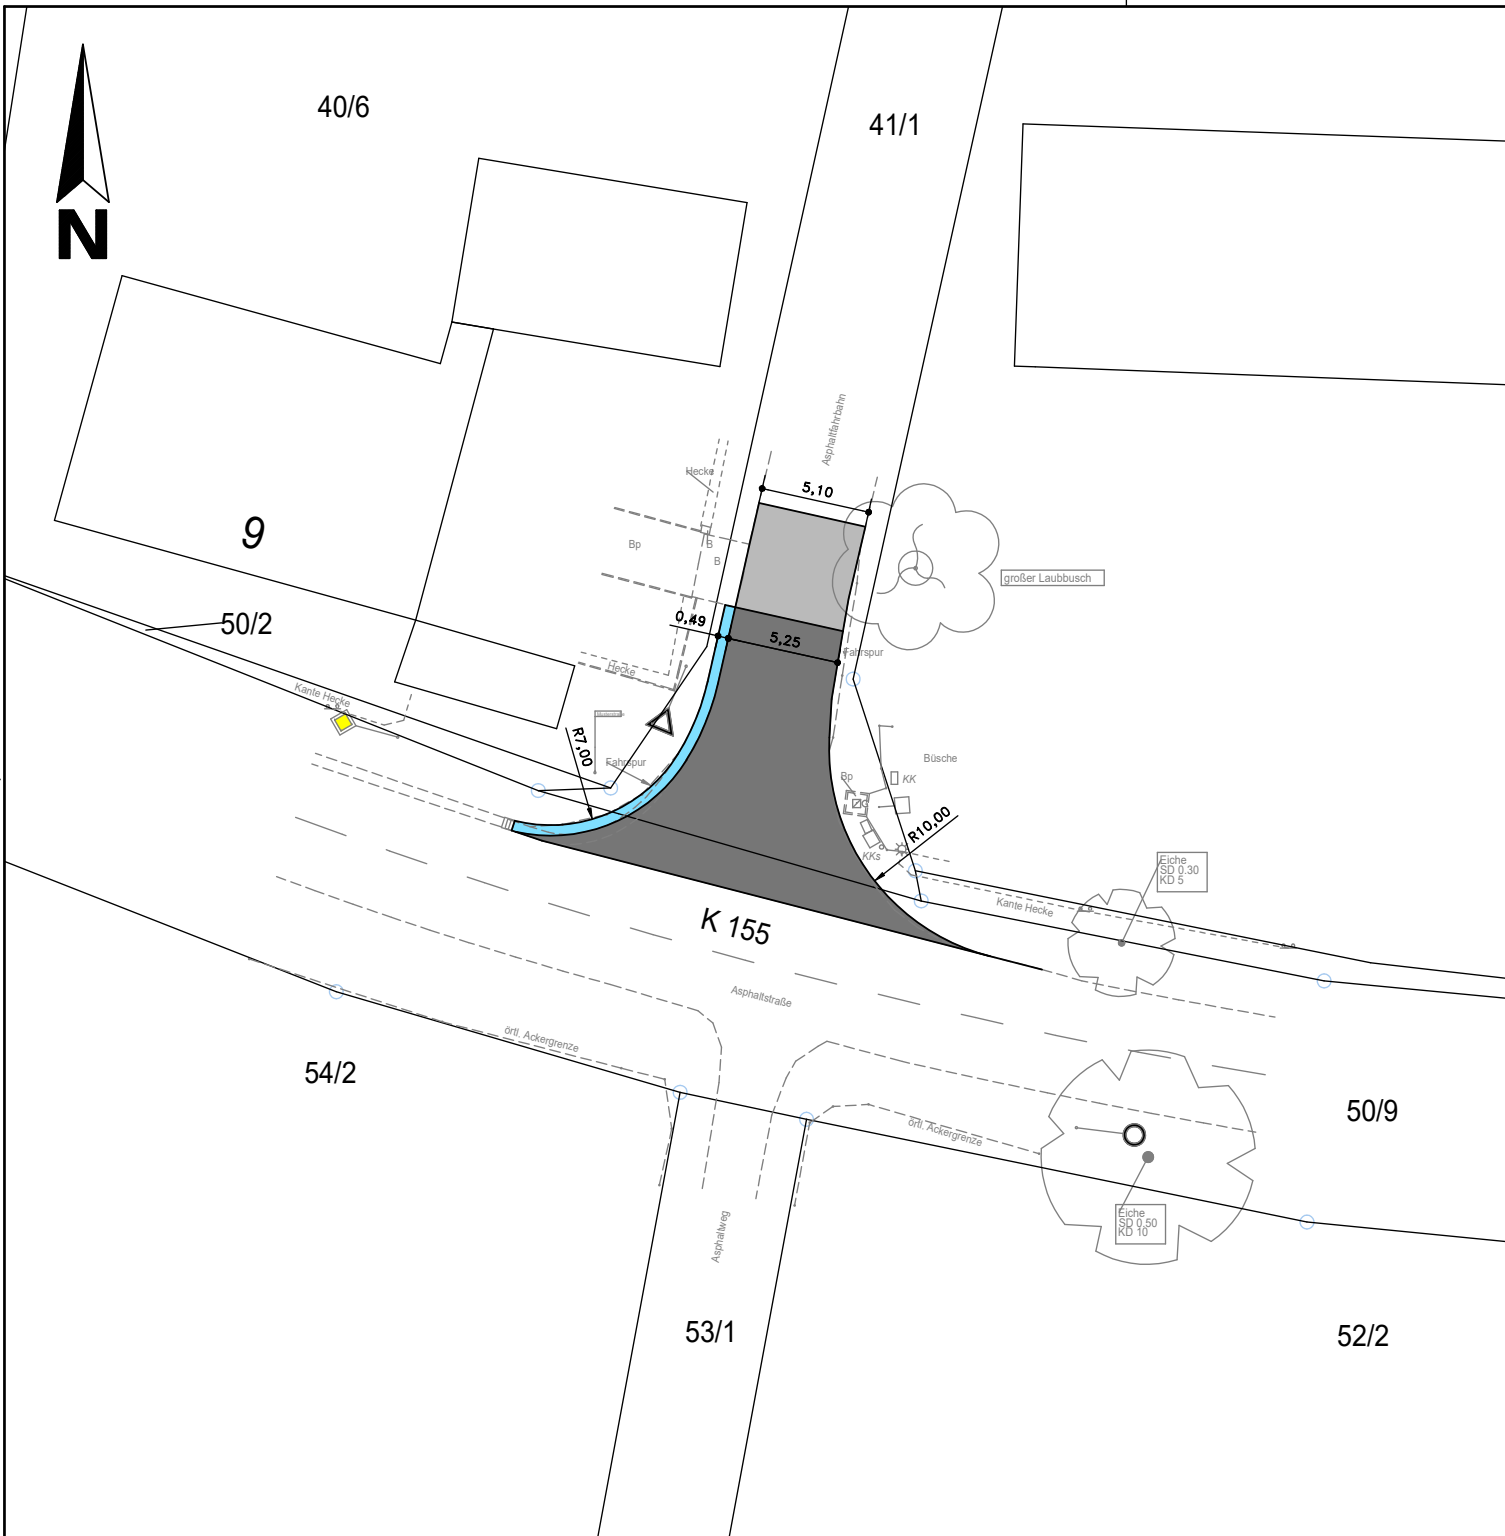 40/6
41/1
N
Asphaltfahrbahn
Hecke
5,10
9
Bp
B
B
großer Laubbusch
50/2
0,49
5,25
Fahrspur
Hecke
Kante Hecke
R7,00
Fahrspur
Büsche
Bp
KK
G
R10,00
KKs
Eiche
SD 0.30
KD 5
Kante Hecke
K 155
Asphaltstraße
örtl. Ackergrenze
54/2
50/9
örtl. Ackergrenze
Eiche
SD 0.50
KD 10
Asphaltweg
53/1
52/2